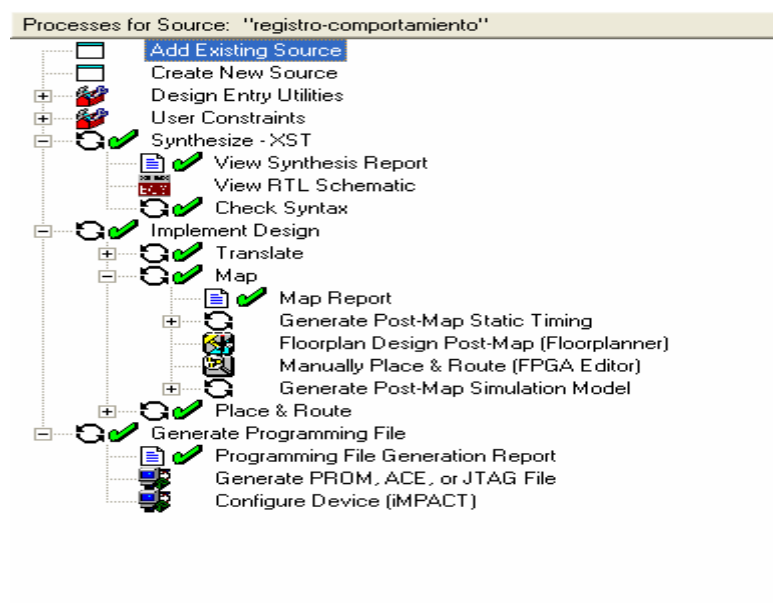 Processes for Source: "registro-comportamiento"
Add Existing Source
Create New Source
Design Entry Utilities
User Constraints
Synthesize - XST
View Synthesis Report
View RTL Schematic
Check Syntax
Implement Design
Translate
Map
Map Report
Generate Post-Map Static Timing
Floorplan Design Post-Map (Floorplanner)
Manually Place & Route (FPGA Editor)
Generate Post-Map Simulation Model
Place & Route
Generate Programming File
Programming File Generation Report
Generate PROM, ACE, or JTAG File
Configure Device (iMPACT)